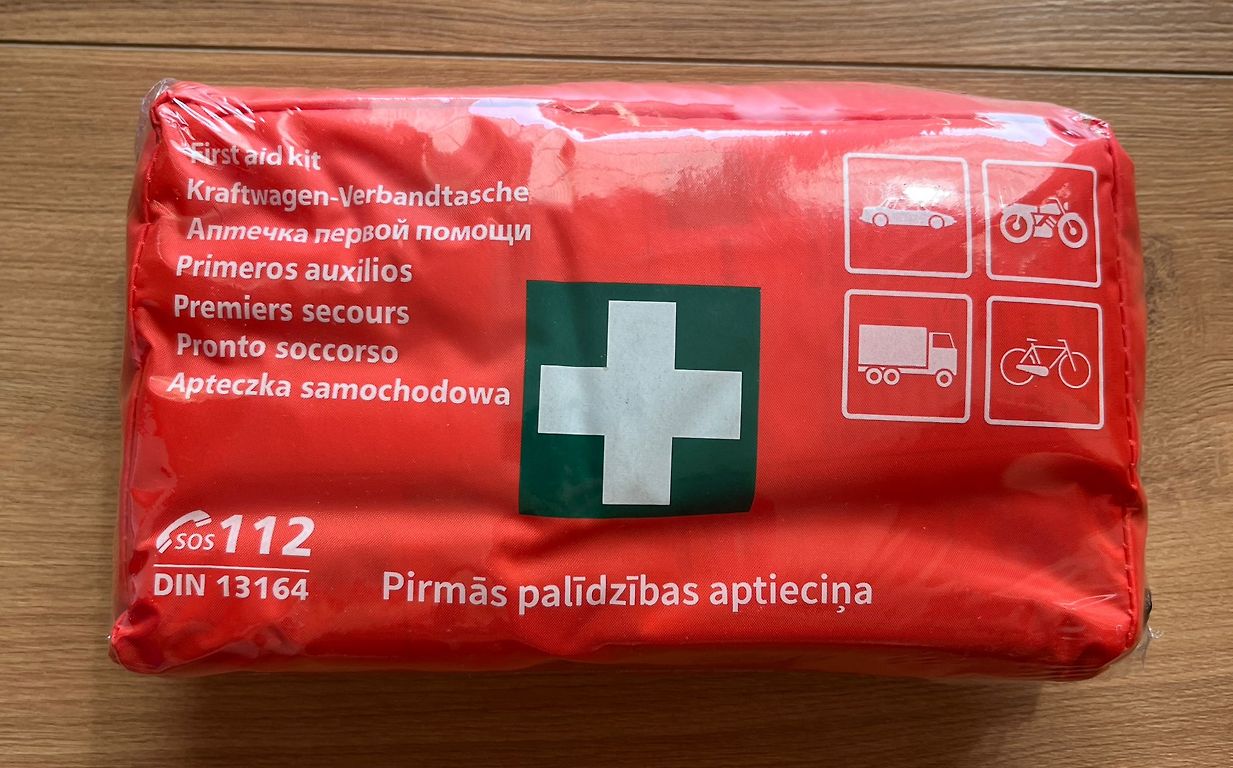 First aid kit
Kraftwagen-Verbandtasche
Аптечка первой помощи
Primeros auxilios
Premiers secours
Pronto soccorso
Apteczka samochodowa
SOS 112
DIN 13164
Pirmās palīdzības aptieciņa